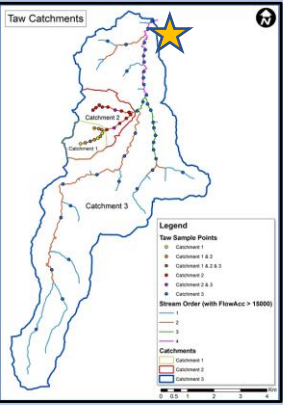 Taw Catchments
N
Catchment 2
Catchment 1
Catchment 3
Legend
Taw Sample Points
Catchment 1
Catchment 1 & 2
Catchment 1 & 2 & 3
Catchment 2
Catchment 2 & 3
Catchment 3
Stream Order (with FlowAcc > 15000)
1
2
3
4
Catchments
Catchment 1
Catchment 2
Catchment 3
0 0.5 1 2 3 4